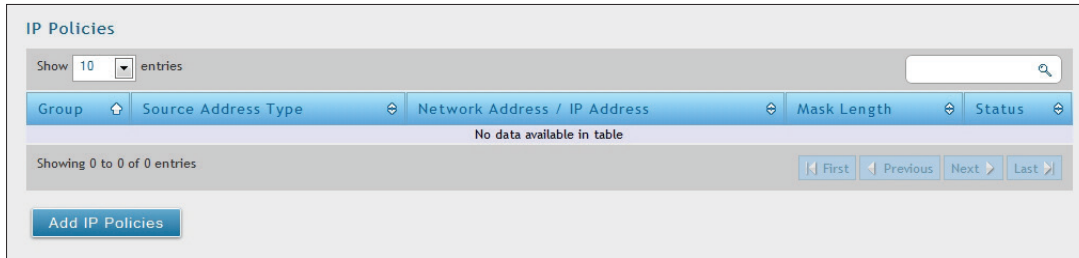 IP Policies
Show 10 entries
Group Source Address Type Network Address / IP Address Mask Length Status
No data available in table
Showing 0 to 0 of 0 entries
First Previous Next Last
Add IP Policies